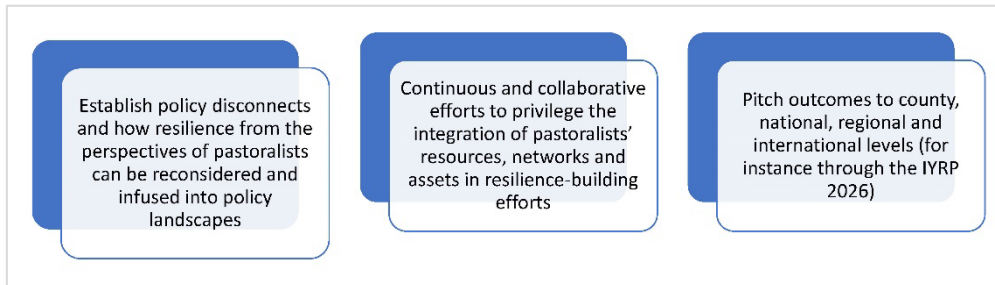 Establish policy disconnects
and how resilience from the
perspectives of pastoralists
can be reconsidered and
infused into policy
landscapes
Continuous and collaborative
efforts to privilege the
integration of pastoralists’
resources, networks and
assets in resilience-building
efforts
Pitch outcomes to county,
national, regional and
international levels (for
instance through the IYRP
2026)